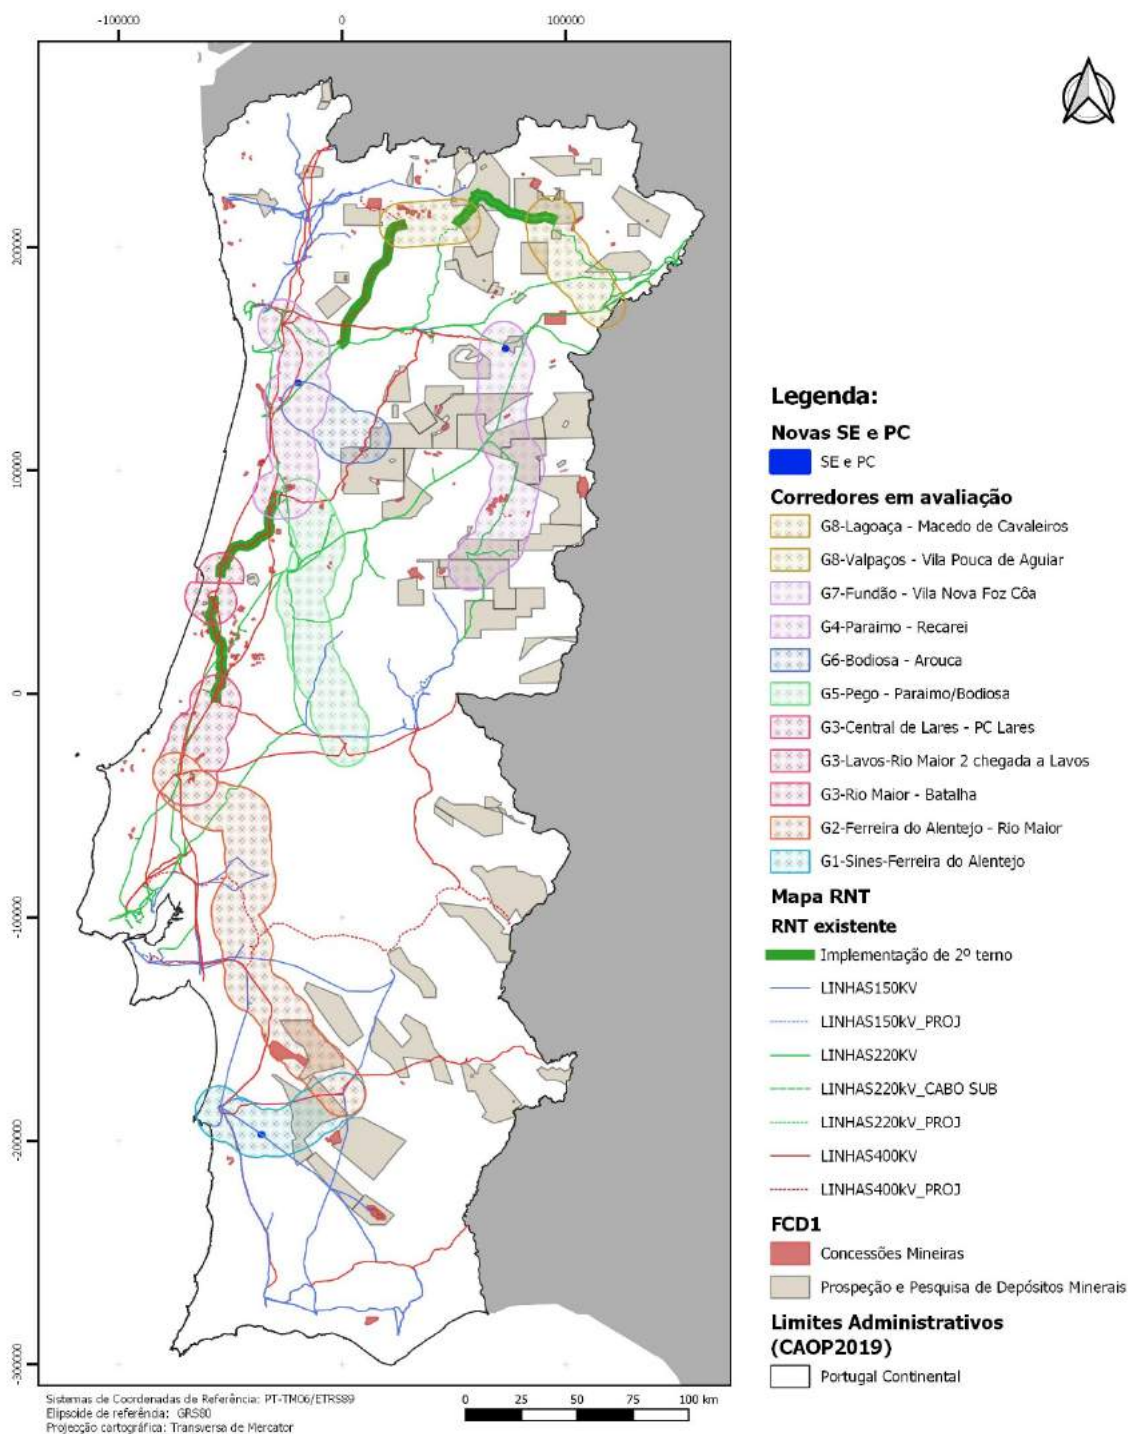 -100000 0 100000
200000
100000
0
-100000
-200000
-300000
Legenda:
Novas SE e PC
SE e PC
Corredores em avaliação
G8-Lagoaça - Macedo de Cavaleiros
G8-Valpaços - Vila Pouca de Aguiar
G7-Fundão - Vila Nova Foz Côa
G4-Paraimo - Recarei
G6-Bodiosa - Arouca
G5-Pego - Paraimo/Bodiosa
G3-Central de Lares - PC Lares
G3-Lavos-Rio Maior 2 chegada a Lavos
G3-Rio Maior - Batalha
G2-Ferreira do Alentejo - Rio Maior
G1-Sines-Ferreira do Alentejo
Mapa RNT
RNT existente
Implementação de 2º terno
LINHAS150KV
LINHAS150kV_PROJ
LINHAS220KV
LINHAS220kV_CABO SUB
LINHAS220kV_PROJ
LINHAS400KV
LINHAS400kV_PROJ
FCD1
Concessões Mineiras
Prospeção e Pesquisa de Depósitos Minerais
Limites Administrativos
(CAOP2019)
Portugal Continental
Sistemas de Coordenadas de Referência: PT-TM06/ETRS89
Elipsoide de referência: GRS80
Projecção cartográfica: Transversa de Mercator
0 25 50 75 100 km